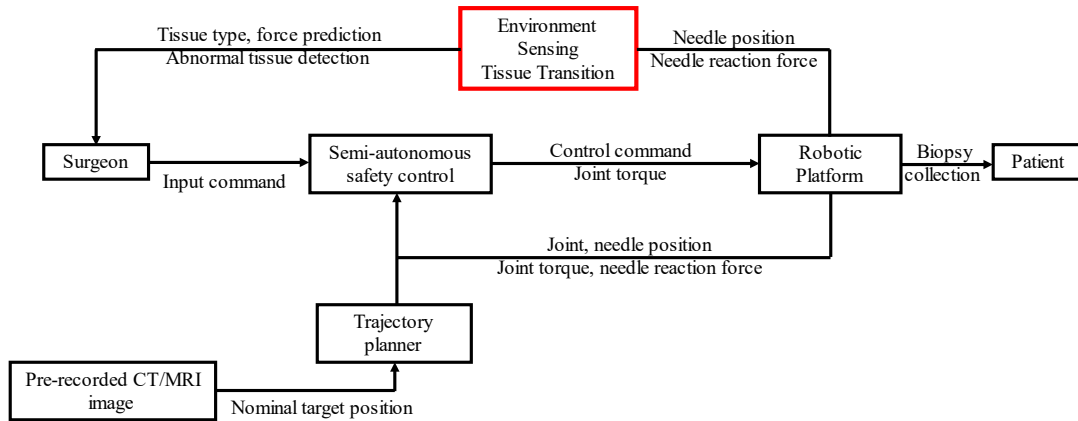 Tissue type, force prediction
Abnormal tissue detection
Environment
Sensing
Tissue Transition
Needle position
Needle reaction force
Surgeon
Input command
Semi-autonomous
safety control
Control command
Joint torque
Robotic
Platform
Biopsy
collection
Patient
Joint, needle position
Joint torque, needle reaction force
Trajectory
planner
Pre-recorded CT/MRI
image
Nominal target position